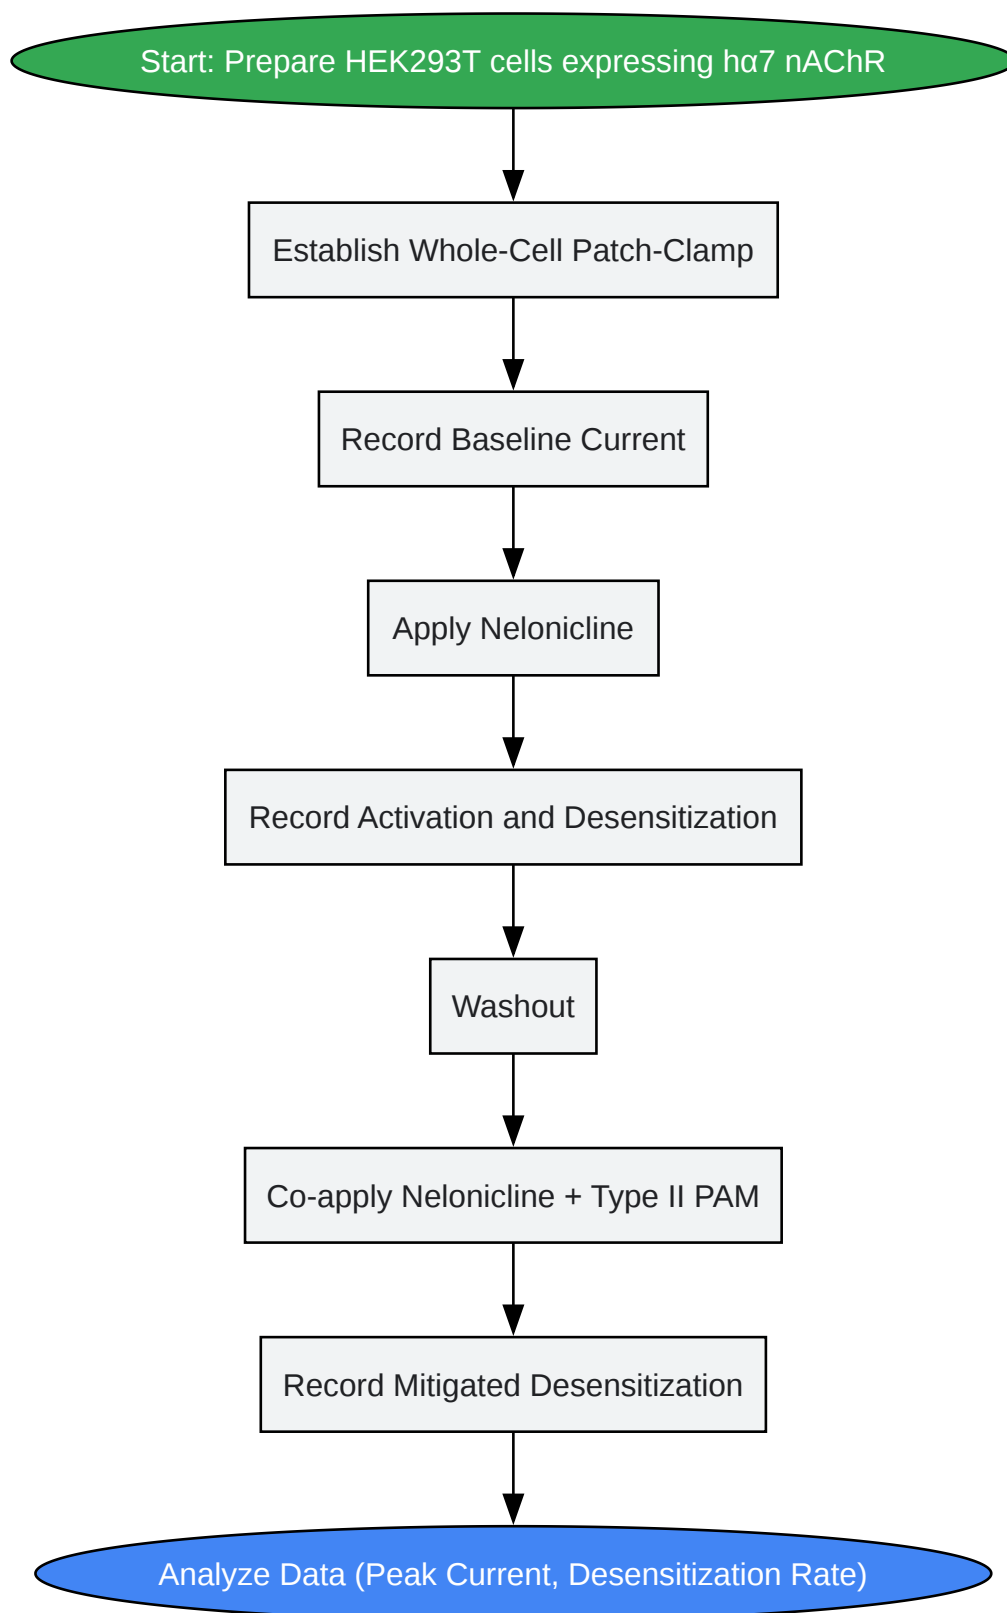 Start: Prepare HEK293T cells expressing hα7 nAChR
Establish Whole-Cell Patch-Clamp
Record Baseline Current
Apply Nelonicline
Record Activation and Desensitization
Washout
Co-apply Nelonicline + Type II PAM
Record Mitigated Desensitization
Analyze Data (Peak Current, Desensitization Rate)